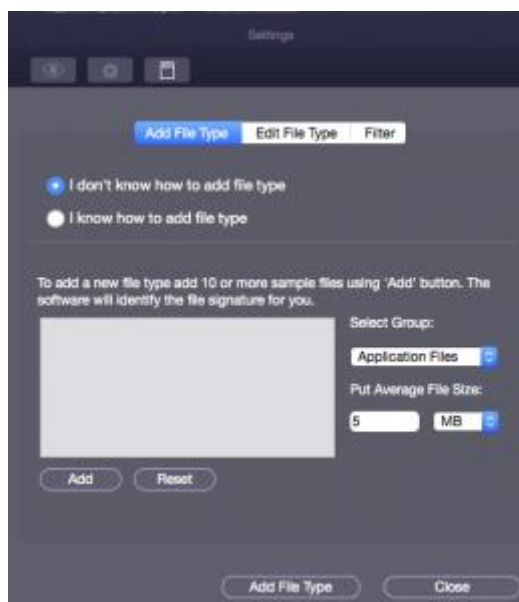 Settings
Add File Type Edit File Type Filter
I don't know how to add file type
I know how to add file type
To add a new file type add 10 or more sample files using 'Add' button. The
software will identify the file signature for you.
Select Group:
Application Files
Put Average File Size:
5 MB
Add Reset
Add File Type Close